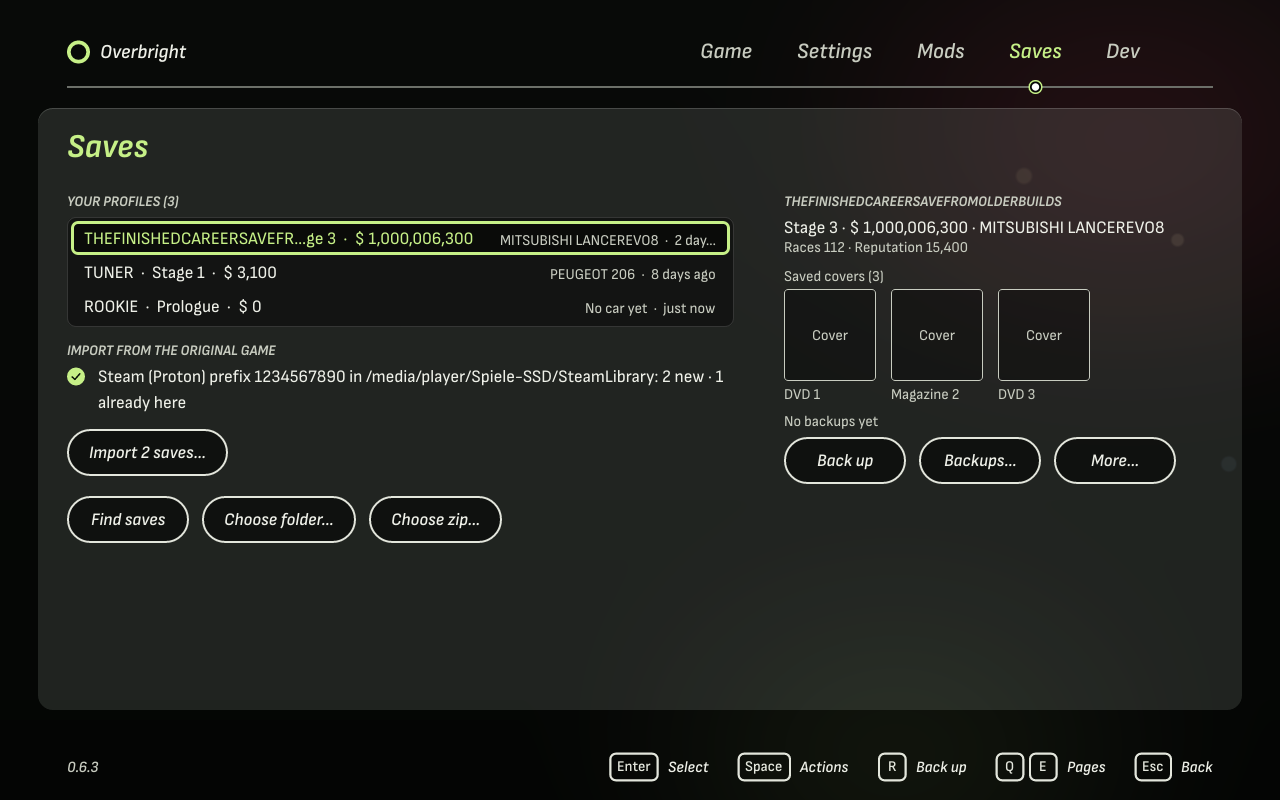 Overbright
Game Settings Mods Saves Dev
Saves
YOUR PROFILES (3)
THEFINISHEDCAREERSAVEFR...ge 3 · $ 1,000,006,300 MITSUBISHI LANCEREVO8 · 2 day...
TUNER · Stage 1 · $ 3,100 PEUGEOT 206 · 8 days ago
ROOKIE · Prologue · $ 0 No car yet · just now
IMPORT FROM THE ORIGINAL GAME
Steam (Proton) prefix 1234567890 in /media/player/Spiele-SSD/SteamLibrary: 2 new · 1
already here
Import 2 saves...
Find saves Choose folder... Choose zip...
THEFINISHEDCAREERSAVEFROMOLDERBUILDS
Stage 3 · $ 1,000,006,300 · MITSUBISHI LANCEREVO8
Races 112 · Reputation 15,400
Saved covers (3)
Cover Cover Cover
DVD 1 Magazine 2 DVD 3
No backups yet
Back up Backups... More...
0.6.3 Enter Select Space Actions R Back up Q E Pages Esc Back